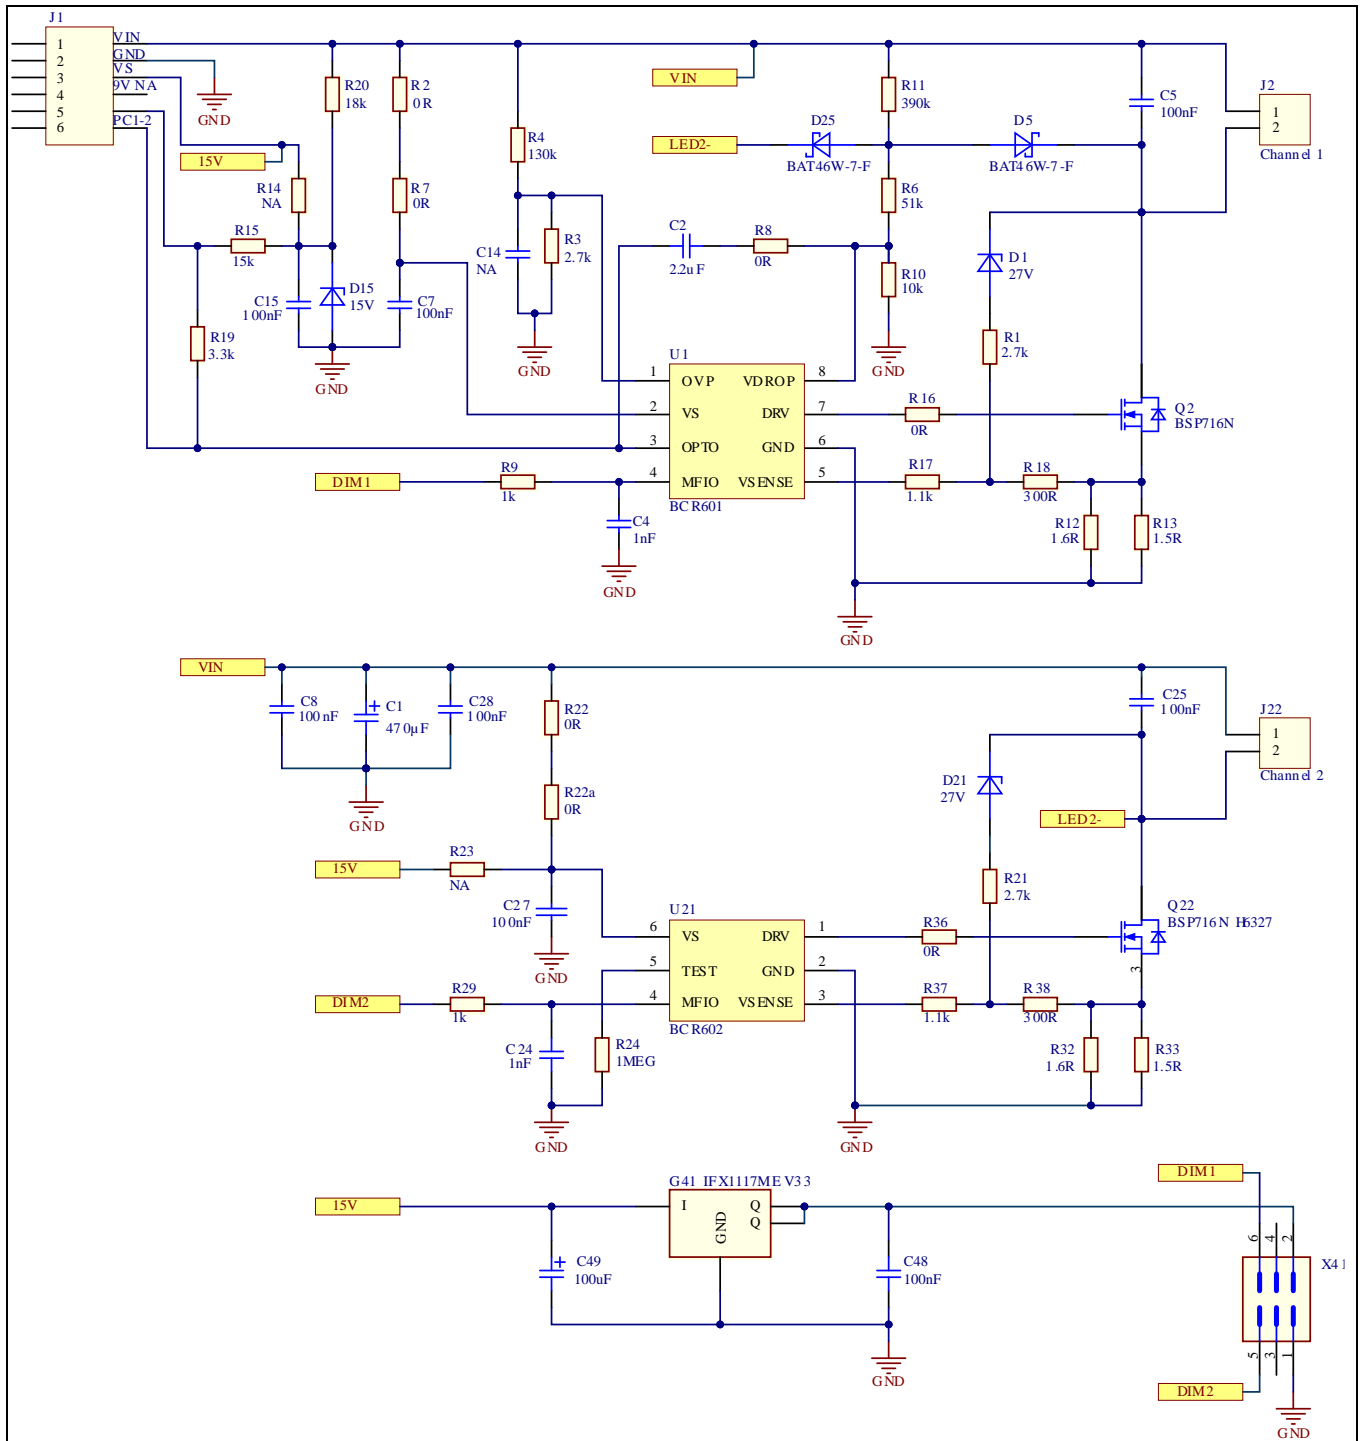 J1
1 VIN
2 GND
3 VS
4 9V NA
5
6 PC1-2
GND
15V
R14
NA
R15
15k
R20
18k
R2
0R
R7
0R
C15
100nF
D15
15V
C7
100nF
R19
3.3k
GND
R4
130k
C14
NA
R3
2.7k
GND
VIN
LED2-
D25
BAT46W-7-F
R11
390k
D5
BAT46W-7-F
C5
100nF
J2
1
2
Channel 1
R6
51k
C2
2.2uF
R8
0R
R10
10k
GND
D1
27V
R1
2.7k
U1
1 OVP VDROP 8
2 VS DRV 7
3 OPTO GND 6
4 MFIO VSENSE 5
BCR601
R16
0R
Q2
BSP716N
DIM1
R9
1k
C4
1nF
GND
R17
1.1k
R18
300R
R12
1.6R
R13
1.5R
GND
VIN
C8
100nF
C1
470µF
C28
100nF
GND
R22
0R
R22a
0R
C25
100nF
J22
1
2
Channel 2
D21
27V
LED2-
15V
R23
NA
C27
100nF
GND
R21
2.7k
U21
6 VS DRV 1
5 TEST GND 2
4 MFIO VSENSE 3
BCR602
R36
0R
Q22
BSP716N H6327
3
DIM2
R29
1k
C24
1nF
R24
1MEG
GND
R37
1.1k
R38
300R
R32
1.6R
R33
1.5R
GND
15V
G41 IFX1117ME V33
I Q
Q
GND
C49
100uF
C48
100nF
GND
DIM1
6 4 2
X41
5 3 1
DIM2
GND